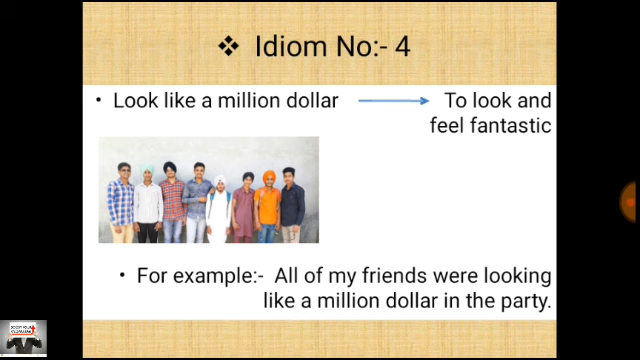 ❖ Idiom No:- 4
• Look like a million dollar → To look and
feel fantastic
• For example:- All of my friends were looking
like a million dollar in the party.